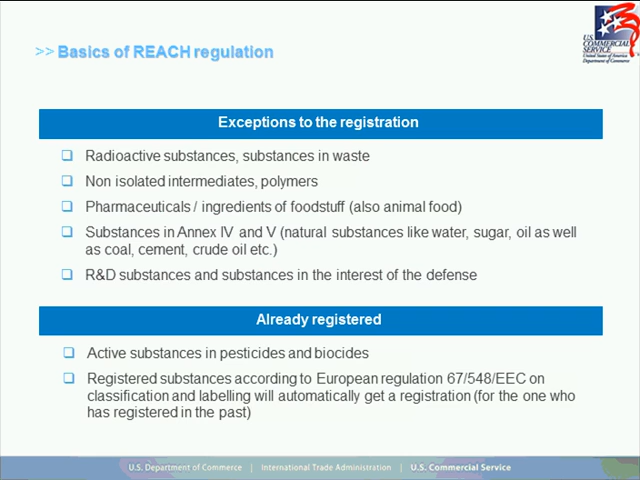 U.S.
COMMERCIAL
SERVICE
United States of America
Department of Commerce
>> Basics of REACH regulation
Exceptions to the registration
Radioactive substances, substances in waste
Non isolated intermediates, polymers
Pharmaceuticals / ingredients of foodstuff (also animal food)
Substances in Annex IV and V (natural substances like water, sugar, oil as well
as coal, cement, crude oil etc.)
R&D substances and substances in the interest of the defense
Already registered
Active substances in pesticides and biocides
Registered substances according to European regulation 67/548/EEC on
classification and labelling will automatically get a registration (for the one who
has registered in the past)
U.S. Department of Commerce | International Trade Administration | U.S. Commercial Service